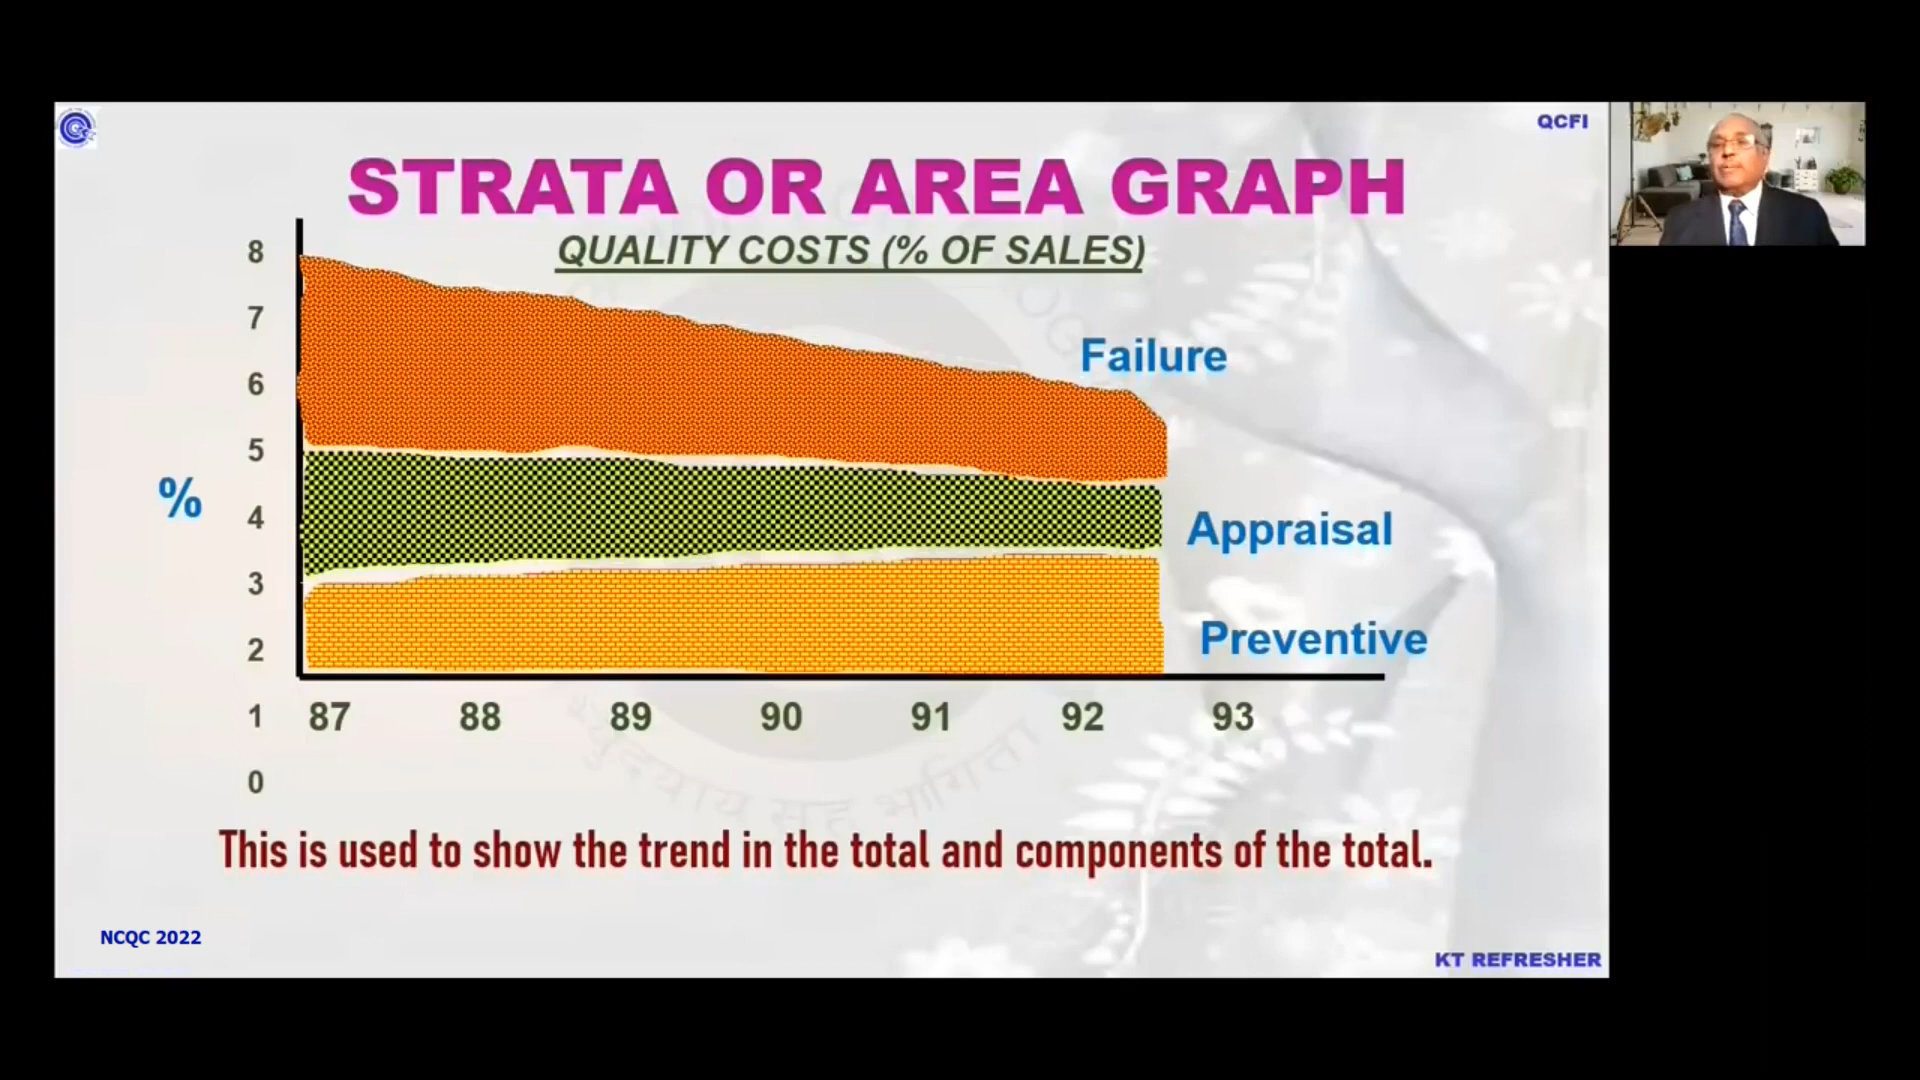 QCFI
STRATA OR AREA GRAPH
QUALITY COSTS (% OF SALES)
8
7
6
5
4
3
2
1
0
%
Failure
Appraisal
Preventive
87 88 89 90 91 92 93
This is used to show the trend in the total and components of the total.
NCQC 2022
KT REFRESHER